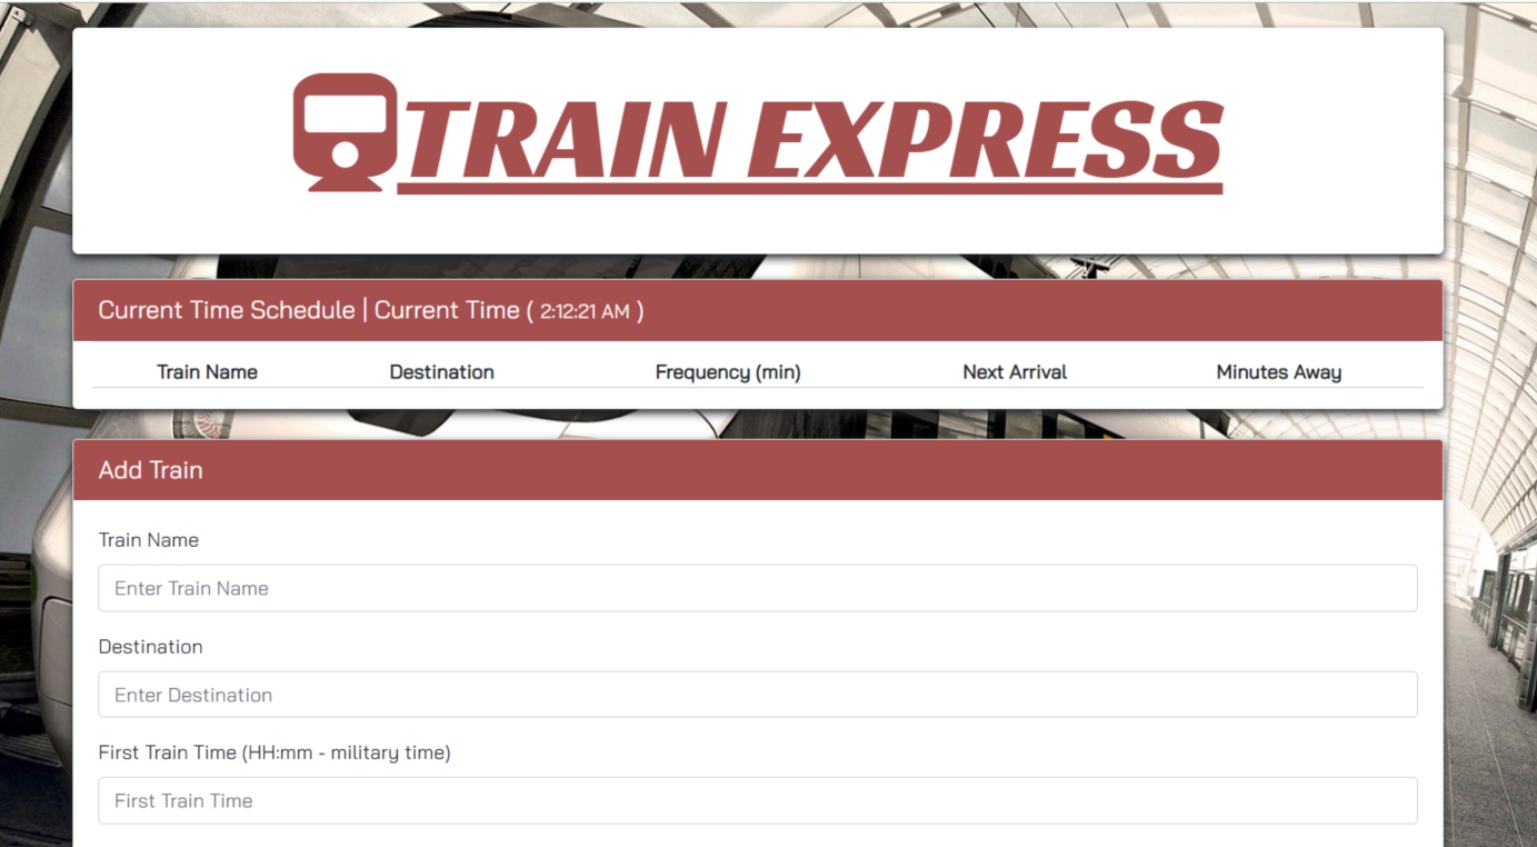 TRAIN EXPRESS
Current Time Schedule | Current Time ( 2:12:21 AM )
Train Name Destination Frequency (min) Next Arrival Minutes Away
Add Train
Train Name
Enter Train Name
Destination
Enter Destination
First Train Time (HH:mm - military time)
First Train Time